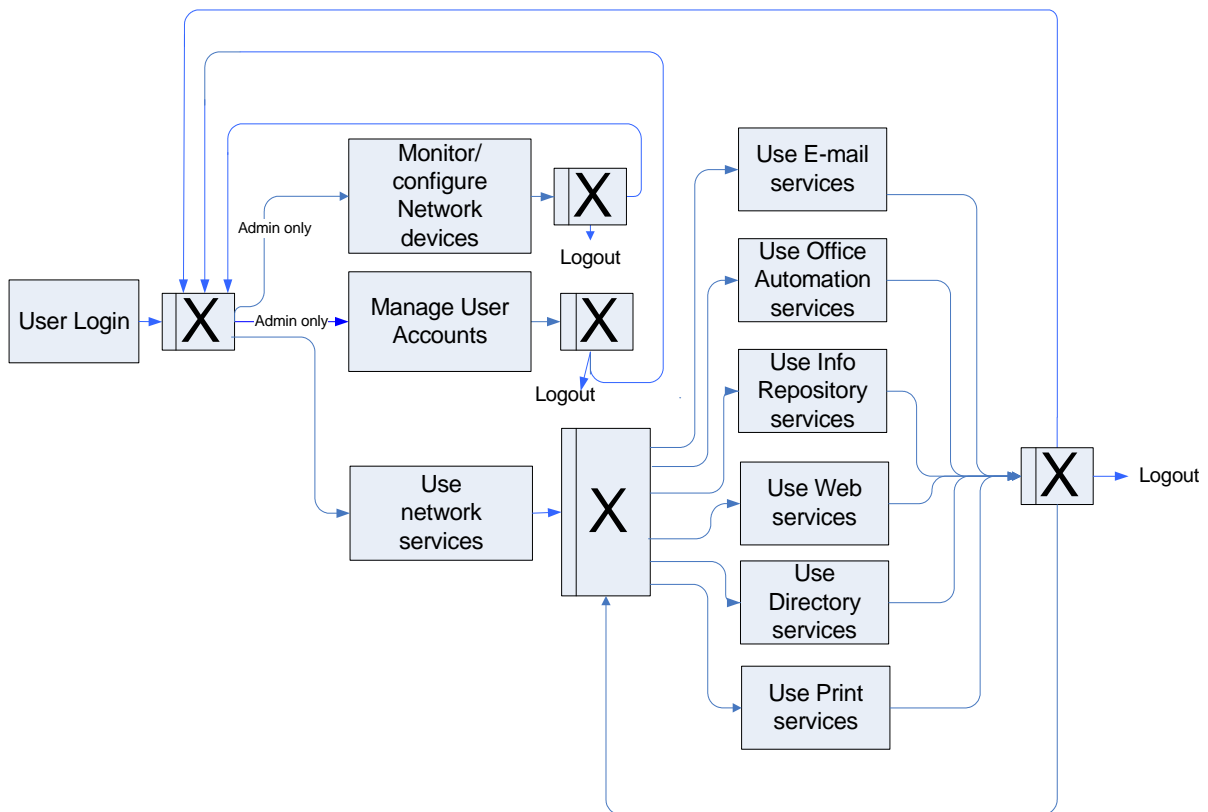 User Login
X
Admin only
Admin only
Monitor/
configure
Network
devices
X
Logout
Manage User
Accounts
X
Logout
Use
network
services
X
Use E-mail
services
Use Office
Automation
services
Use Info
Repository
services
Use Web
services
Use
Directory
services
Use Print
services
X
Logout